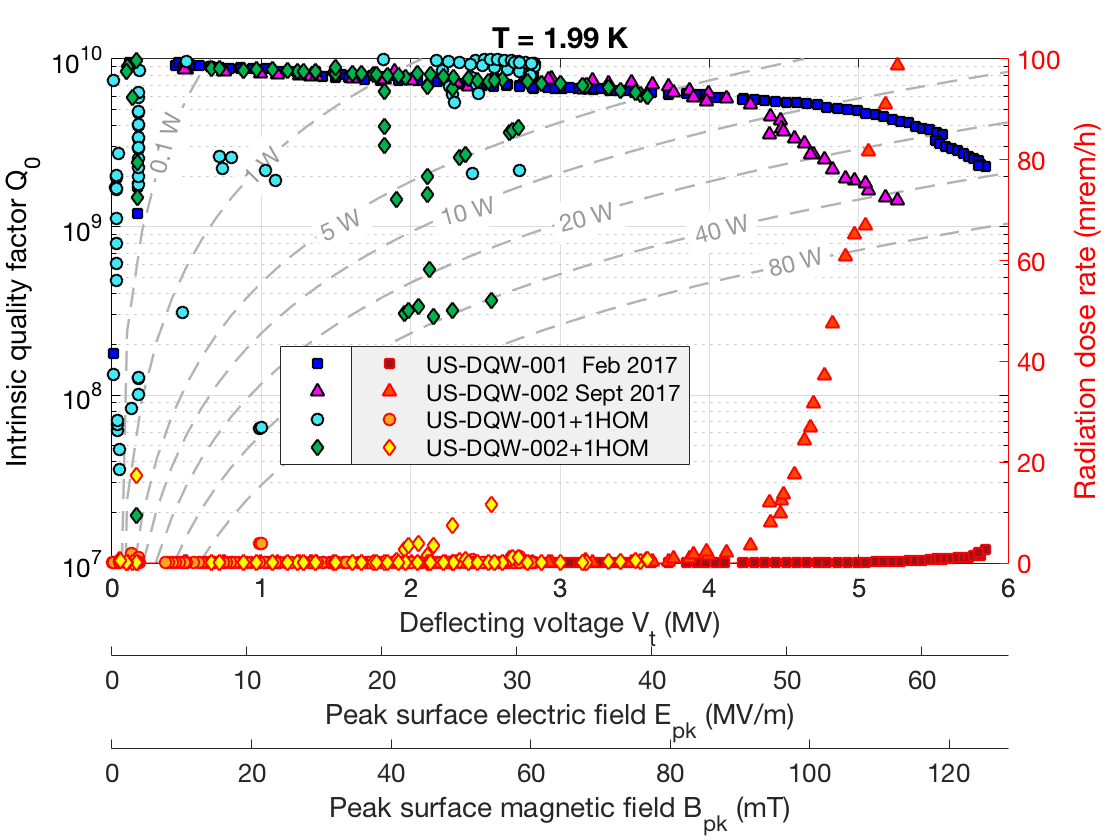 T = 1.99 K
Intrinsic quality factor Q0
10^10
10^9
10^8
10^7
0.1 W
1 W
5 W
10 W
20 W
40 W
80 W
US-DQW-001 Feb 2017
US-DQW-002 Sept 2017
US-DQW-001+1HOM
US-DQW-002+1HOM
100
80
60
40
20
0
Radiation dose rate (mrem/h)
0 1 2 3 4 5 6
Deflecting voltage Vt (MV)
0 10 20 30 40 50 60
Peak surface electric field Epk (MV/m)
0 20 40 60 80 100 120
Peak surface magnetic field Bpk (mT)